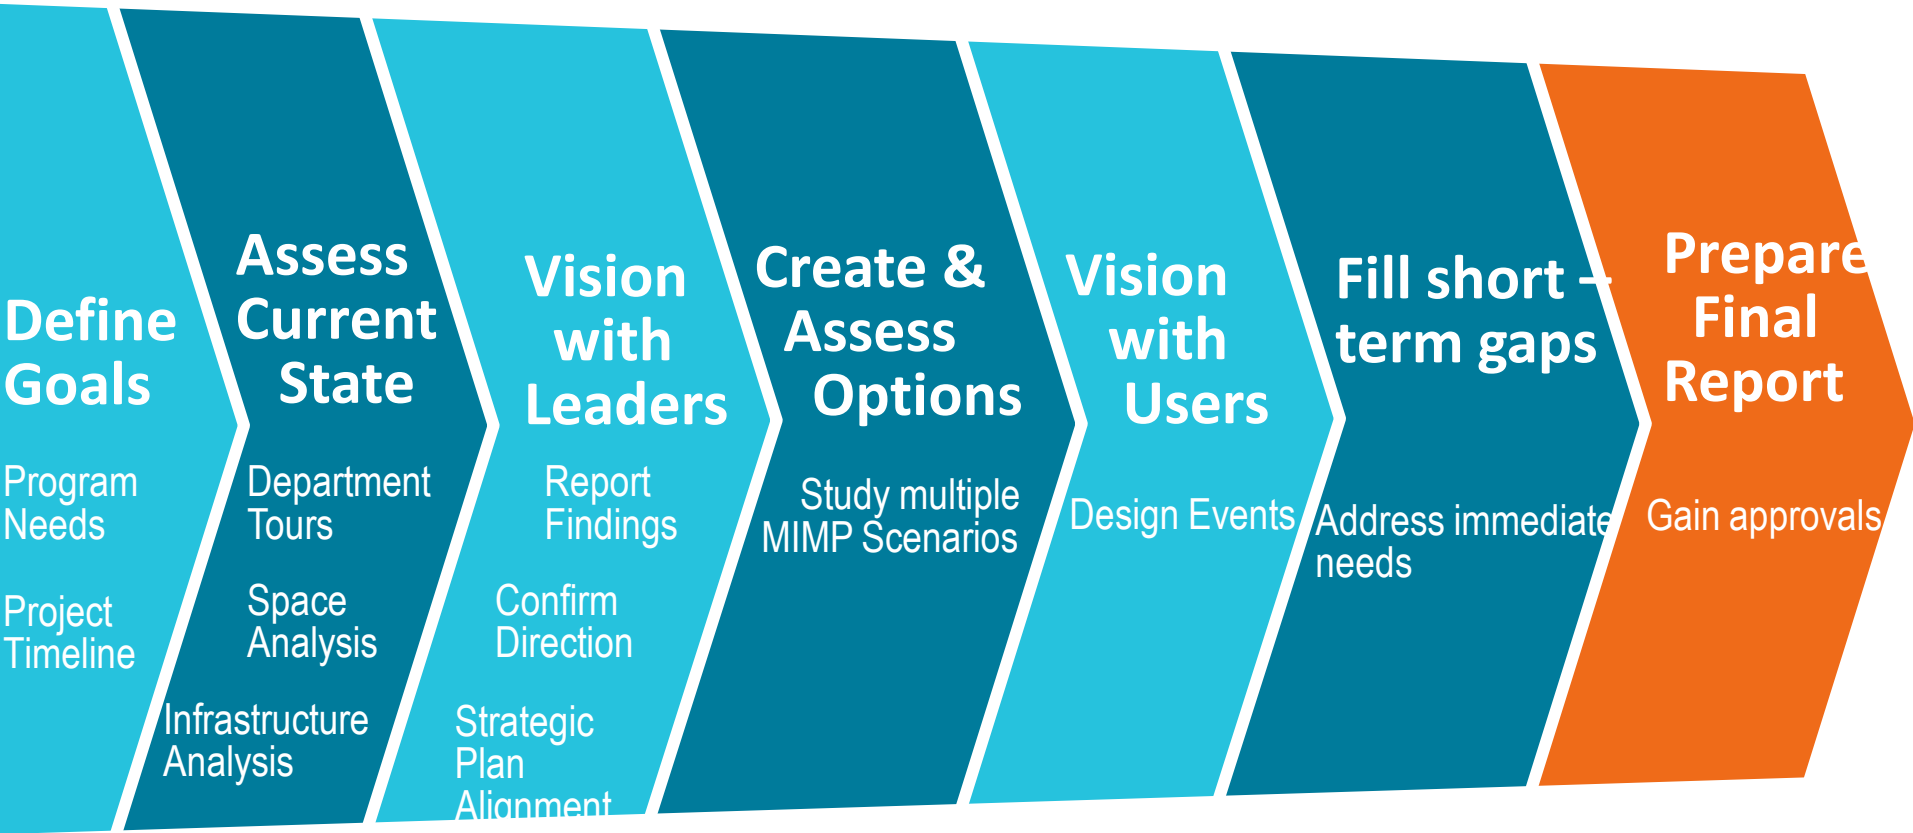 Define
Goals
Program
Needs
Project
Timeline
Assess
Current
State
Department
Tours
Space
Analysis
Infrastructure
Analysis
Vision
with
Leaders
Report
Findings
Confirm
Direction
Strategic
Plan
Alignment
Create &
Assess
Options
Study multiple
MIMP Scenarios
Vision
with
Users
Design Events
Fill short –
term gaps
Address immediate
needs
Prepare
Final
Report
Gain approvals